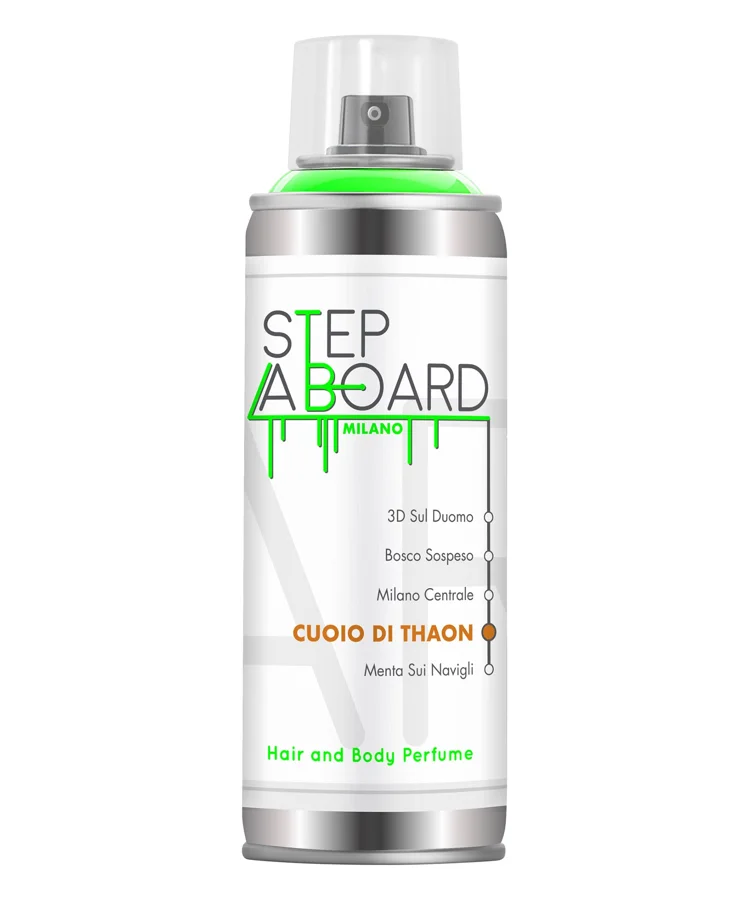 STEP
ABOARD
MILANO
3D Sul Duomo
Bosco Sospeso
Milano Centrale
CUOIO DI THAON
Menta Sui Navigli
Hair and Body Perfume